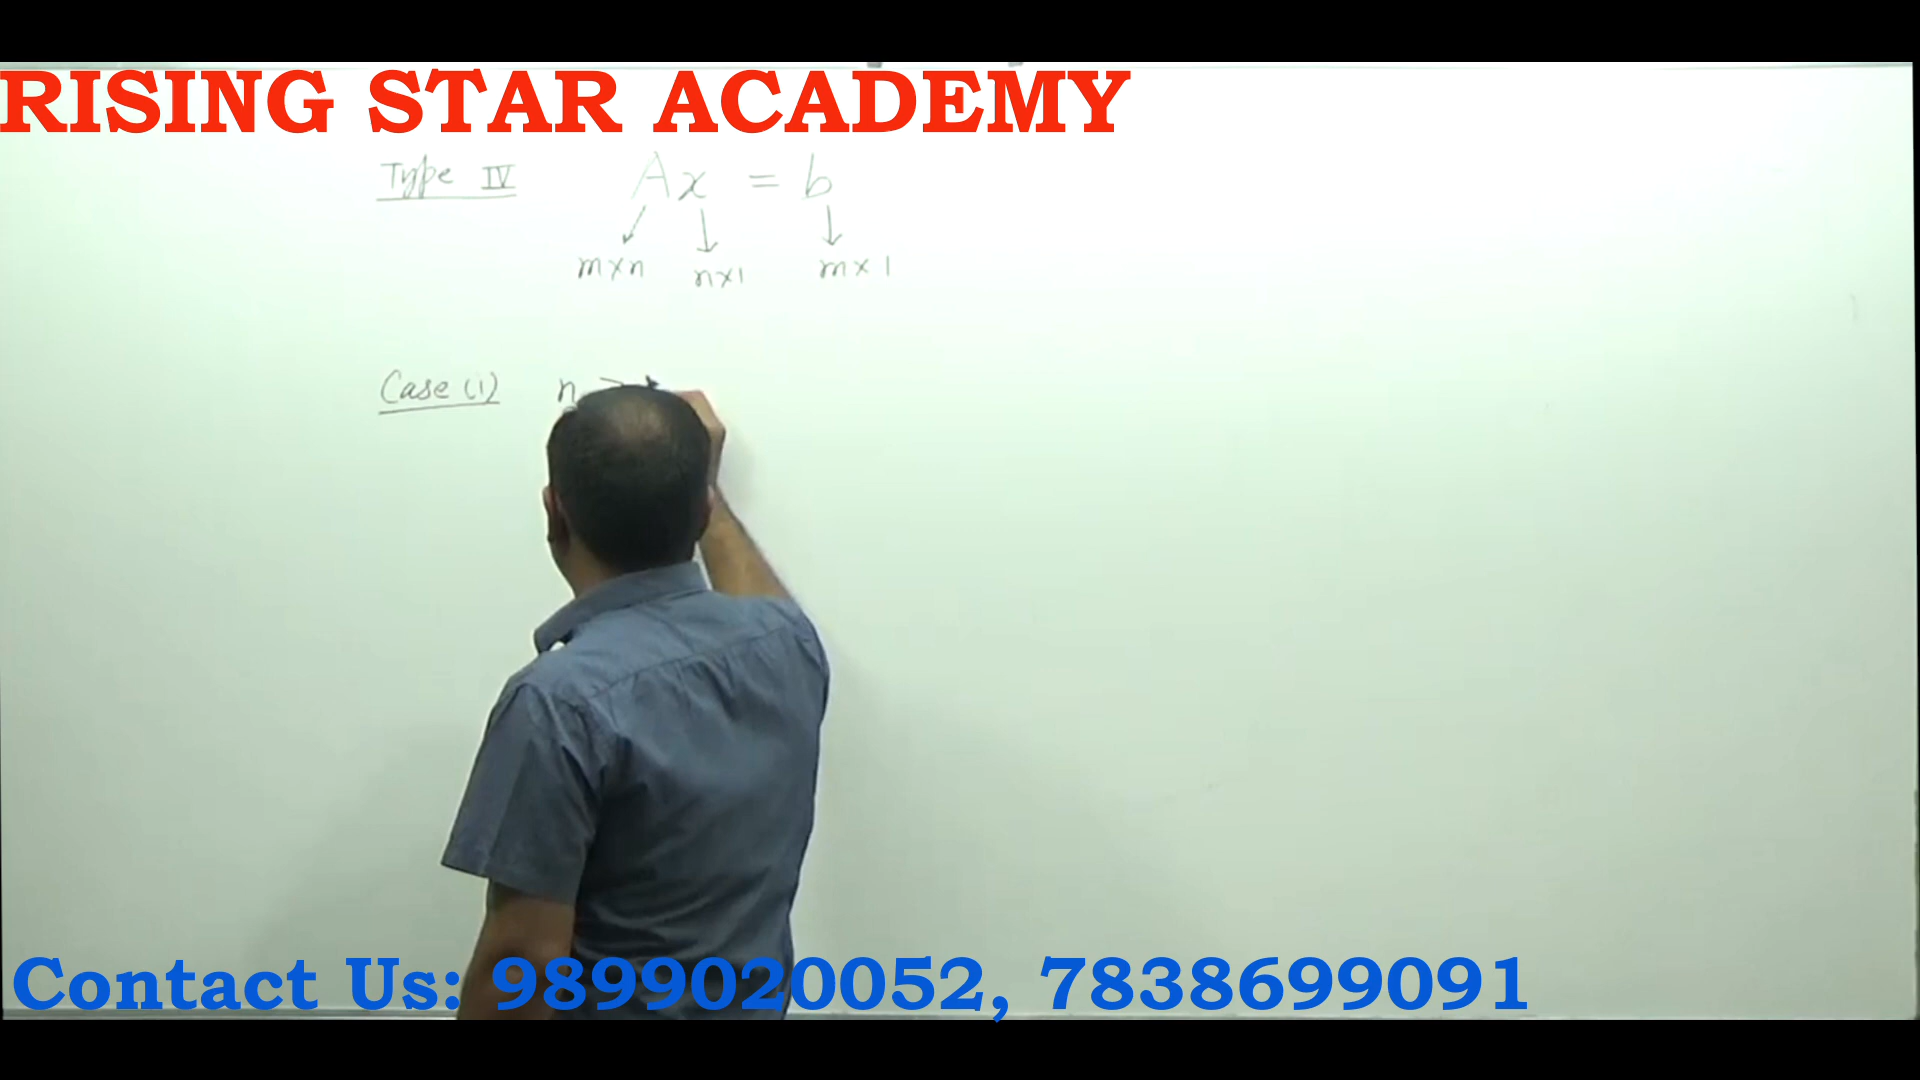 RISING STAR ACADEMY
Type IV Ax = b
m×n n×1 m×1
Case (i) n >
Contact Us: 9899020052, 7838699091